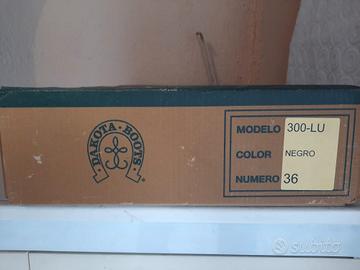 DAKOTA · BOOTS ·
®
MODELO 300-LU
COLOR NEGRO
NUMERO 36
subito